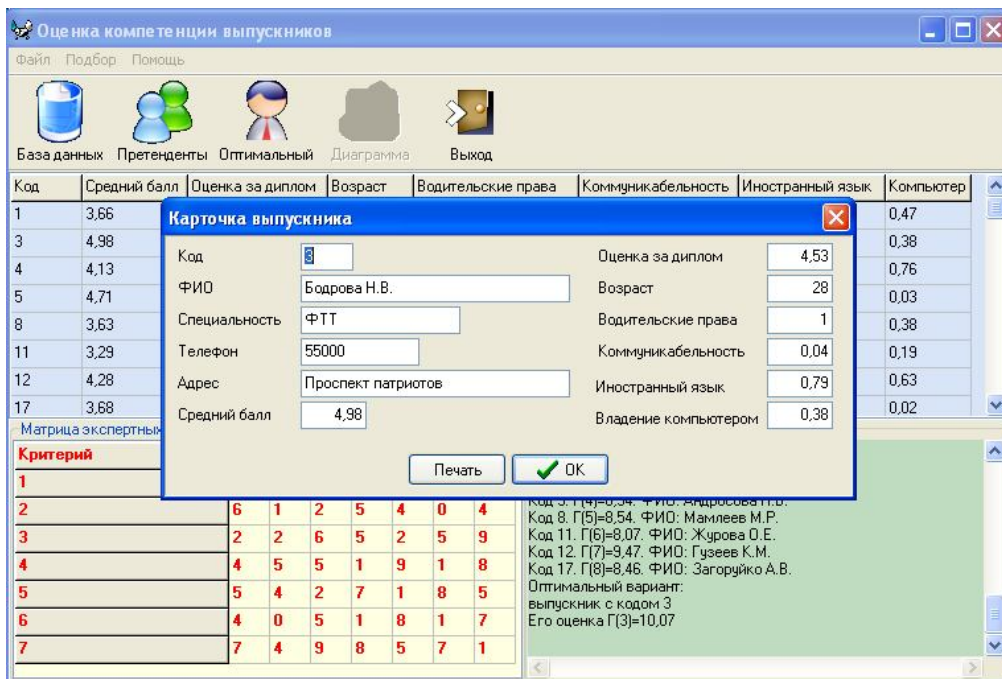 Оценка компетенции выпускников
Файл Подбор Помощь
База данных Претенденты Оптимальный Диаграмма Выход
Код Средний балл Оценка за диплом Возраст Водительские права Коммуникабельность Иностранный язык Компьютер
1 3,66 0,47
3 4,98 0,38
4 4,13 0,76
5 4,71 0,03
8 3,63 0,38
11 3,29 0,19
12 4,28 0,63
17 3,68 0,02
Карточка выпускника
Код 3
ФИО Бодрова Н.В.
Специальность ФТТ
Телефон 55000
Адрес Проспект патриотов
Средний балл 4,98
Оценка за диплом 4,53
Возраст 28
Водительские права 1
Коммуникабельность 0,04
Иностранный язык 0,79
Владение компьютером 0,38
Печать OK
Матрица экспертных
Критерий
1
2 6 1 2 5 4 0 4
3 2 2 6 5 2 5 9
4 4 5 5 1 9 1 8
5 5 4 2 7 1 8 5
6 4 0 5 1 8 1 7
7 7 4 9 8 5 7 1
Код 8. Г(5)=8,54. ФИО: Мамлеев М.Р.
Код 11. Г(6)=8,07. ФИО: Журова О.Е.
Код 12. Г(7)=9,47. ФИО: Гузеев К.М.
Код 17. Г(8)=8,46. ФИО: Загоруйко А.В.
Оптимальный вариант:
выпускник с кодом 3
Его оценка Г(3)=10,07